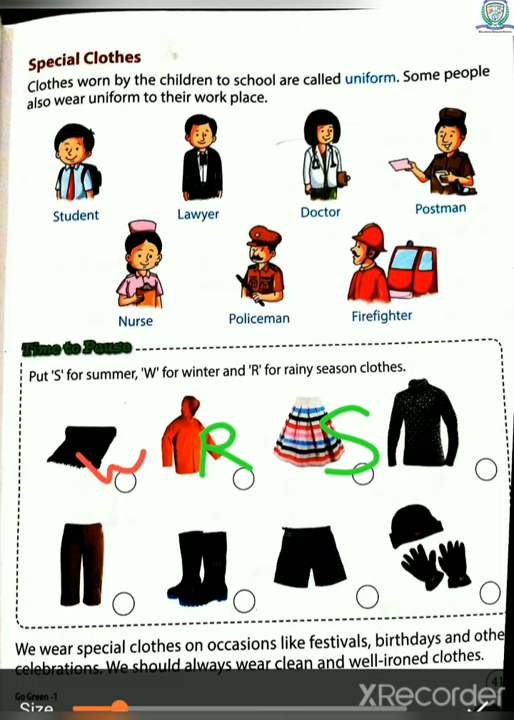 Special Clothes
Clothes worn by the children to school are called uniform. Some people
also wear uniform to their work place.
Student
Lawyer
Doctor
Postman
Nurse
Policeman
Firefighter
Time to Pause
Put 'S' for summer, 'W' for winter and 'R' for rainy season clothes.
W
R
S
We wear special clothes on occasions like festivals, birthdays and othe
celebrations. We should always wear clean and well-ironed clothes.
41
Go Green -1
Size
XRecorder